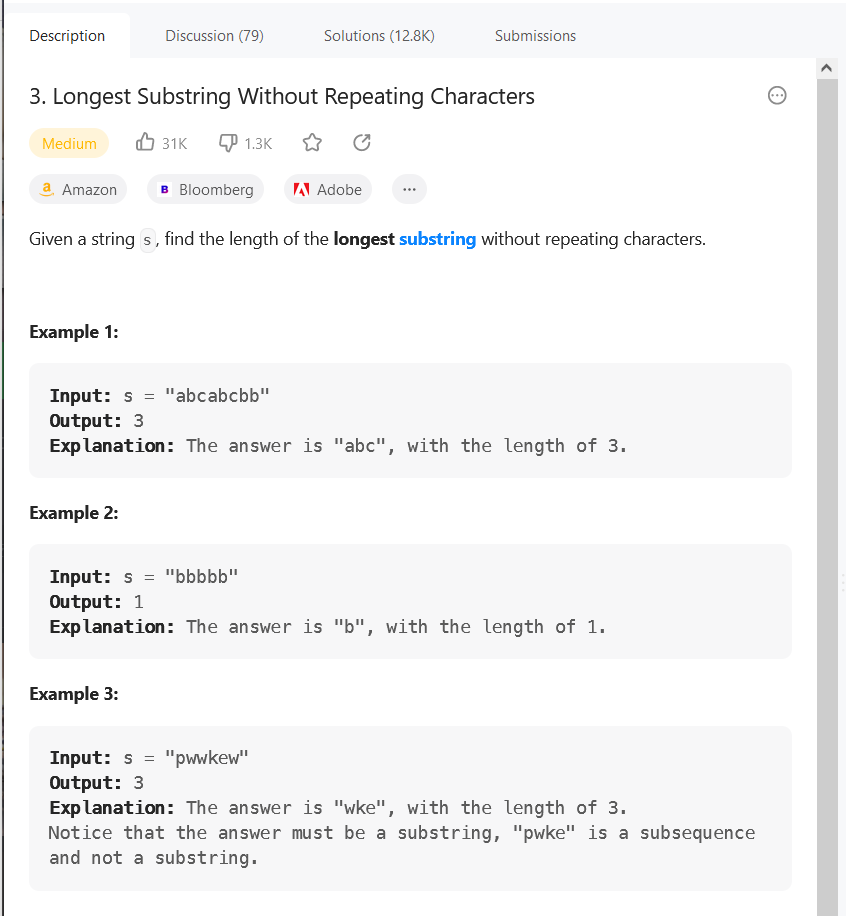 Description Discussion (79) Solutions (12.8K) Submissions
3. Longest Substring Without Repeating Characters
Medium 31K 1.3K
Amazon Bloomberg Adobe ...
Given a string s, find the length of the longest substring without repeating characters.
Example 1:
Input: s = "abcabcbb"
Output: 3
Explanation: The answer is "abc", with the length of 3.
Example 2:
Input: s = "bbbbb"
Output: 1
Explanation: The answer is "b", with the length of 1.
Example 3:
Input: s = "pwwkew"
Output: 3
Explanation: The answer is "wke", with the length of 3.
Notice that the answer must be a substring, "pwke" is a subsequence
and not a substring.